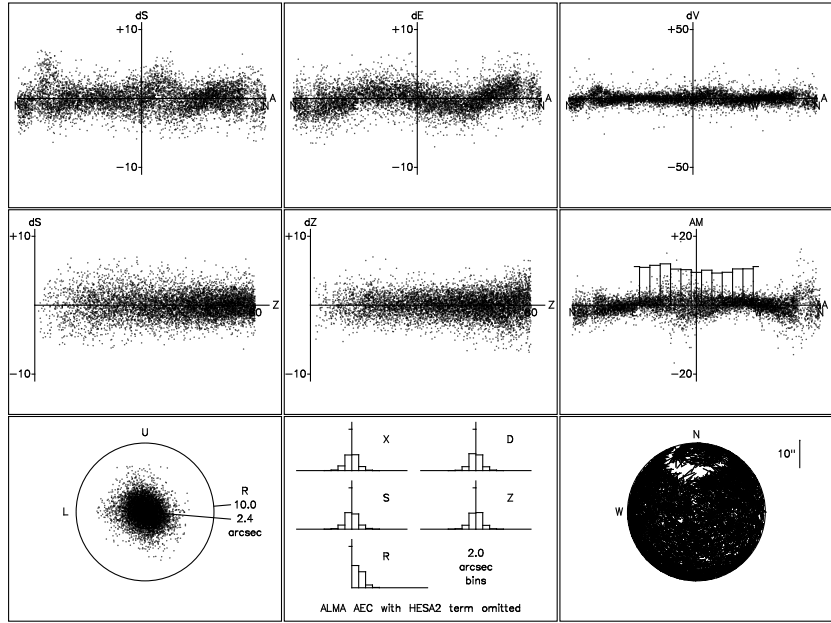 dS
+10
A
N
N
−10
dE
+10
A
N
N
−10
dV
+50
A
N
N
−50
dS
+10
Z
−10
dZ
+10
Z
−10
AM
+20
A
N
−20
U
L
R
10.0
2.4
arcsec
X
D
S
Z
R
2.0
arcsec
bins
ALMA AEC with HESA2 term omitted
N
10"
W